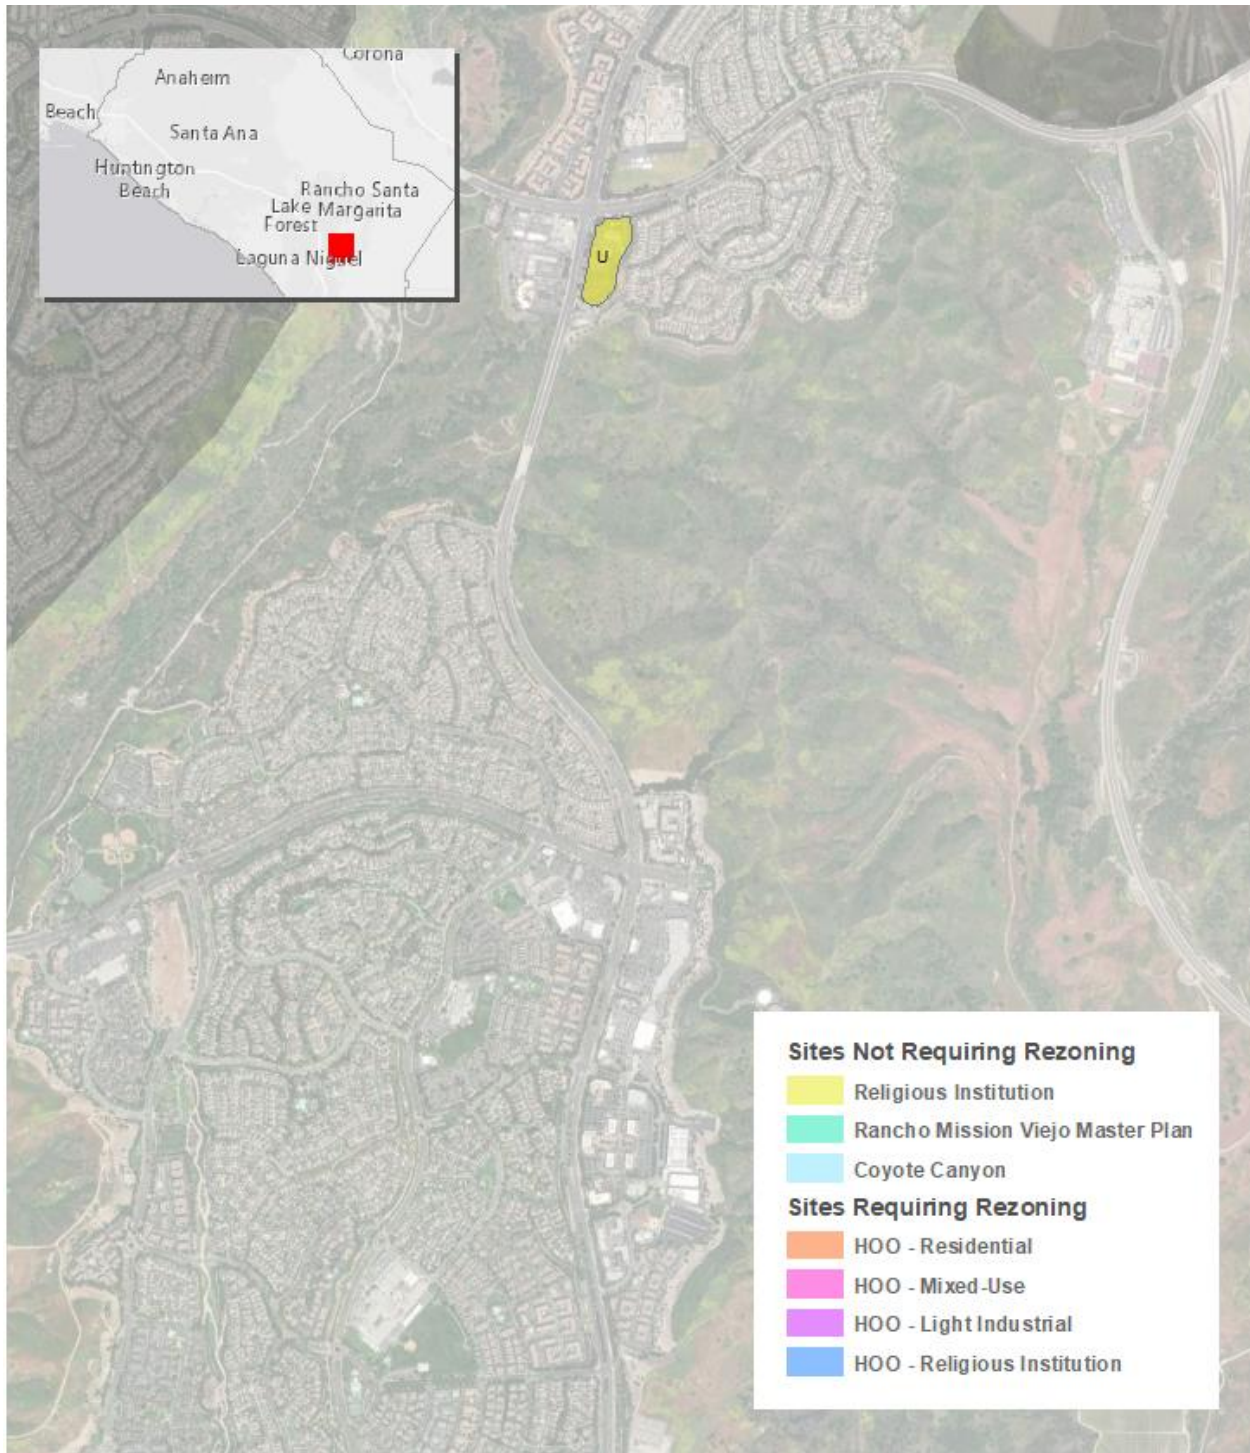 Corona
Anaheim
Beach
Santa Ana
Huntington
Beach
Rancho Santa
Lake Margarita
Forest
Laguna Niguel
U
Sites Not Requiring Rezoning
Religious Institution
Rancho Mission Viejo Master Plan
Coyote Canyon
Sites Requiring Rezoning
HOO - Residential
HOO - Mixed-Use
HOO - Light Industrial
HOO - Religious Institution